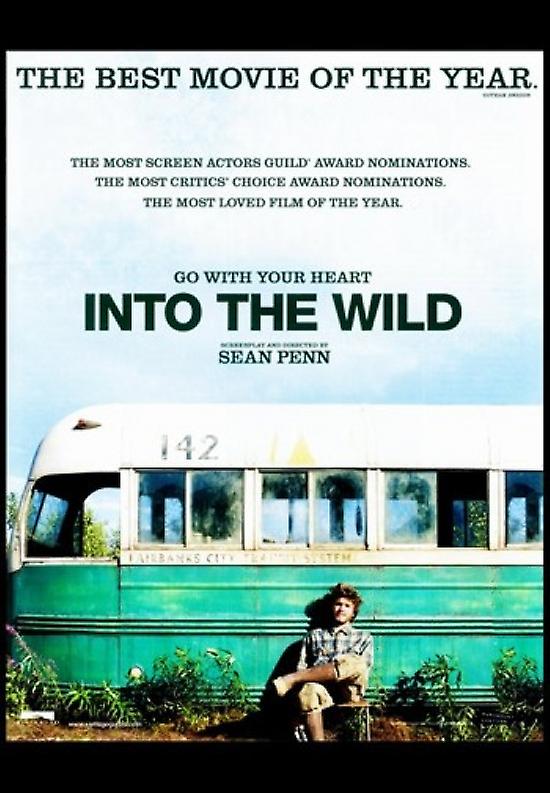 THE BEST MOVIE OF THE YEAR.
THE MOST SCREEN ACTORS GUILD' AWARD NOMINATIONS.
THE MOST CRITICS' CHOICE AWARD NOMINATIONS.
THE MOST LOVED FILM OF THE YEAR.
GO WITH YOUR HEART
INTO THE WILD
SCREENPLAY AND DIRECTED BY
SEAN PENN
142
FAIRBANKS CITY TRANSIT SYSTEM